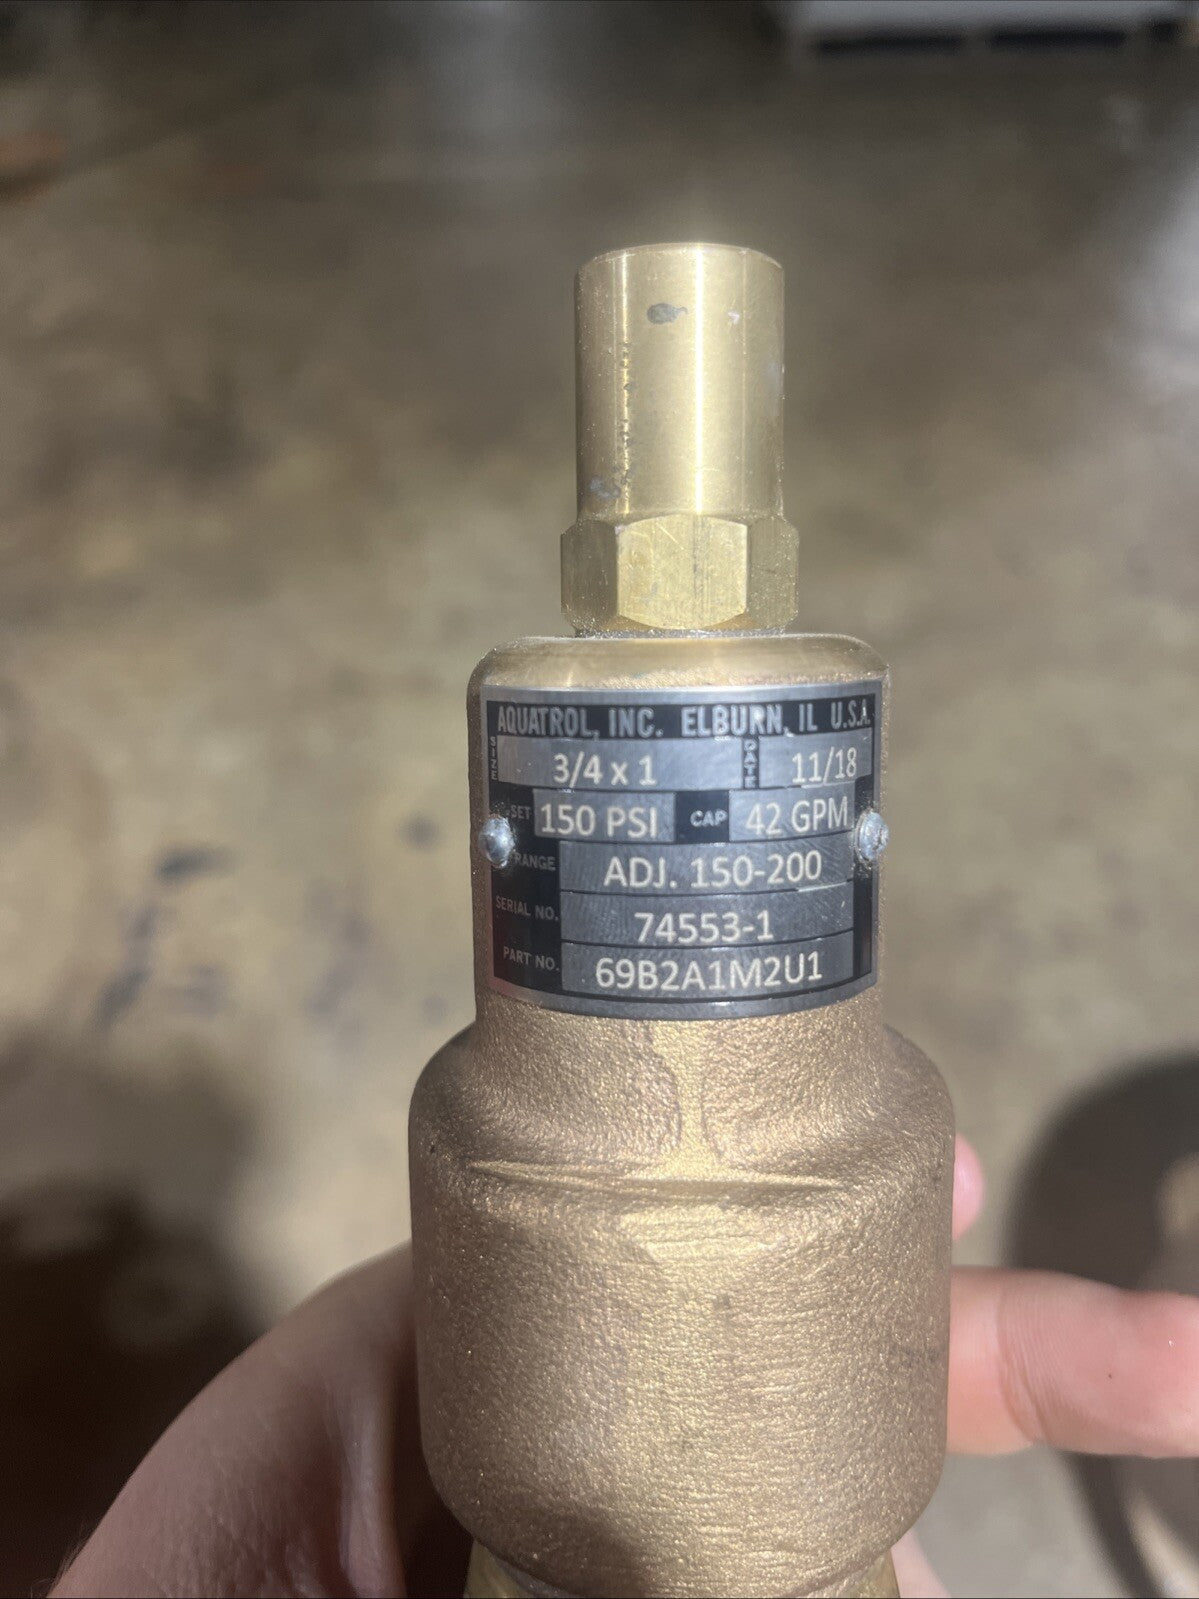 AQUATROL, INC. ELBURN, IL U.S.A.
SIZE 3/4 x 1 DATE 11/18
SET 150 PSI CAP 42 GPM
RANGE ADJ. 150-200
SERIAL NO. 74553-1
PART NO. 69B2A1M2U1